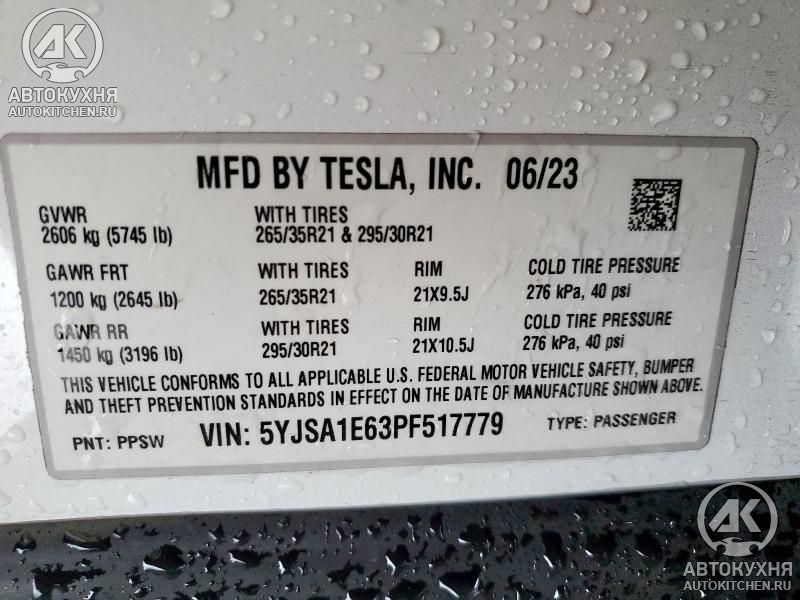 АК
АВТОКУХНЯ
AUTOKITCHEN.RU
MFD BY TESLA, INC. 06/23
GVWR WITH TIRES
2606 kg (5745 lb) 265/35R21 & 295/30R21
GAWR FRT WITH TIRES RIM COLD TIRE PRESSURE
1200 kg (2645 lb) 265/35R21 21X9.5J 276 kPa, 40 psi
GAWR RR WITH TIRES RIM COLD TIRE PRESSURE
1450 kg (3196 lb) 295/30R21 21X10.5J 276 kPa, 40 psi
THIS VEHICLE CONFORMS TO ALL APPLICABLE U.S. FEDERAL MOTOR VEHICLE SAFETY, BUMPER
AND THEFT PREVENTION STANDARDS IN EFFECT ON THE DATE OF MANUFACTURE SHOWN ABOVE.
PNT: PPSW VIN: 5YJSA1E63PF517779 TYPE: PASSENGER
АК
АВТОКУХНЯ
AUTOKITCHEN.RU